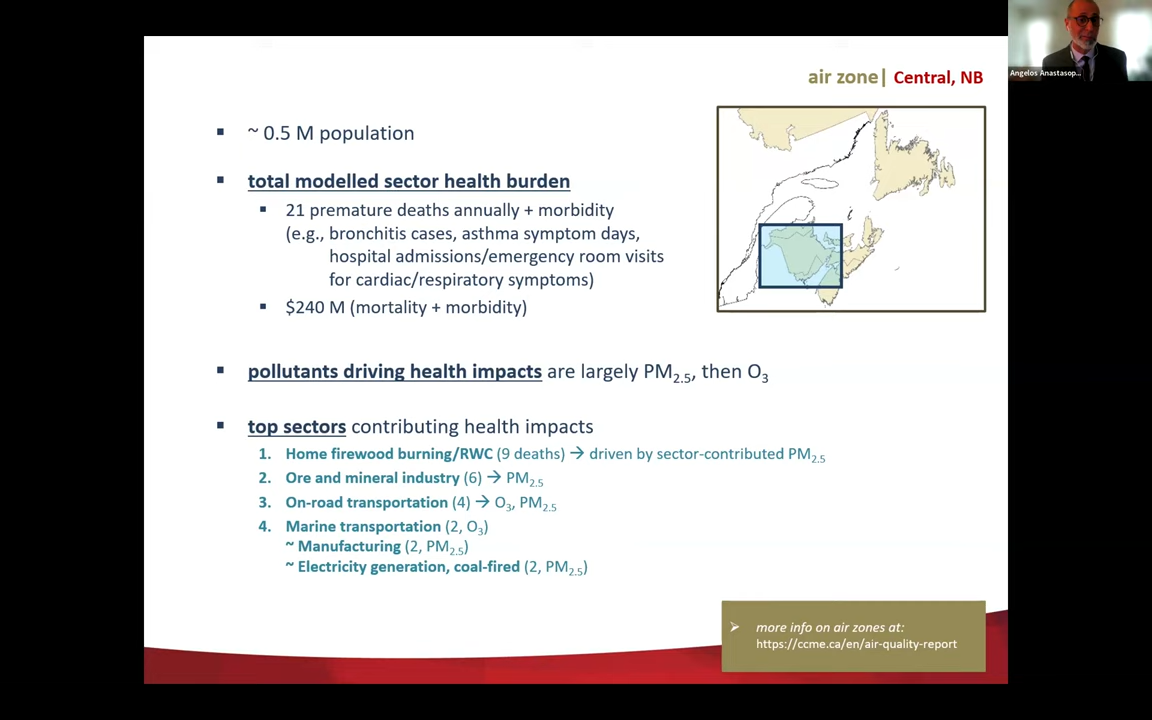 air zone| Central, NB
Angelos Anastasop...
▪ ~ 0.5 M population
▪ total modelled sector health burden
▪ 21 premature deaths annually + morbidity
(e.g., bronchitis cases, asthma symptom days,
hospital admissions/emergency room visits
for cardiac/respiratory symptoms)
▪ $240 M (mortality + morbidity)
▪ pollutants driving health impacts are largely PM2.5, then O3
▪ top sectors contributing health impacts
1. Home firewood burning/RWC (9 deaths) → driven by sector-contributed PM2.5
2. Ore and mineral industry (6) → PM2.5
3. On-road transportation (4) → O3, PM2.5
4. Marine transportation (2, O3)
~ Manufacturing (2, PM2.5)
~ Electricity generation, coal-fired (2, PM2.5)
➢ more info on air zones at:
https://ccme.ca/en/air-quality-report